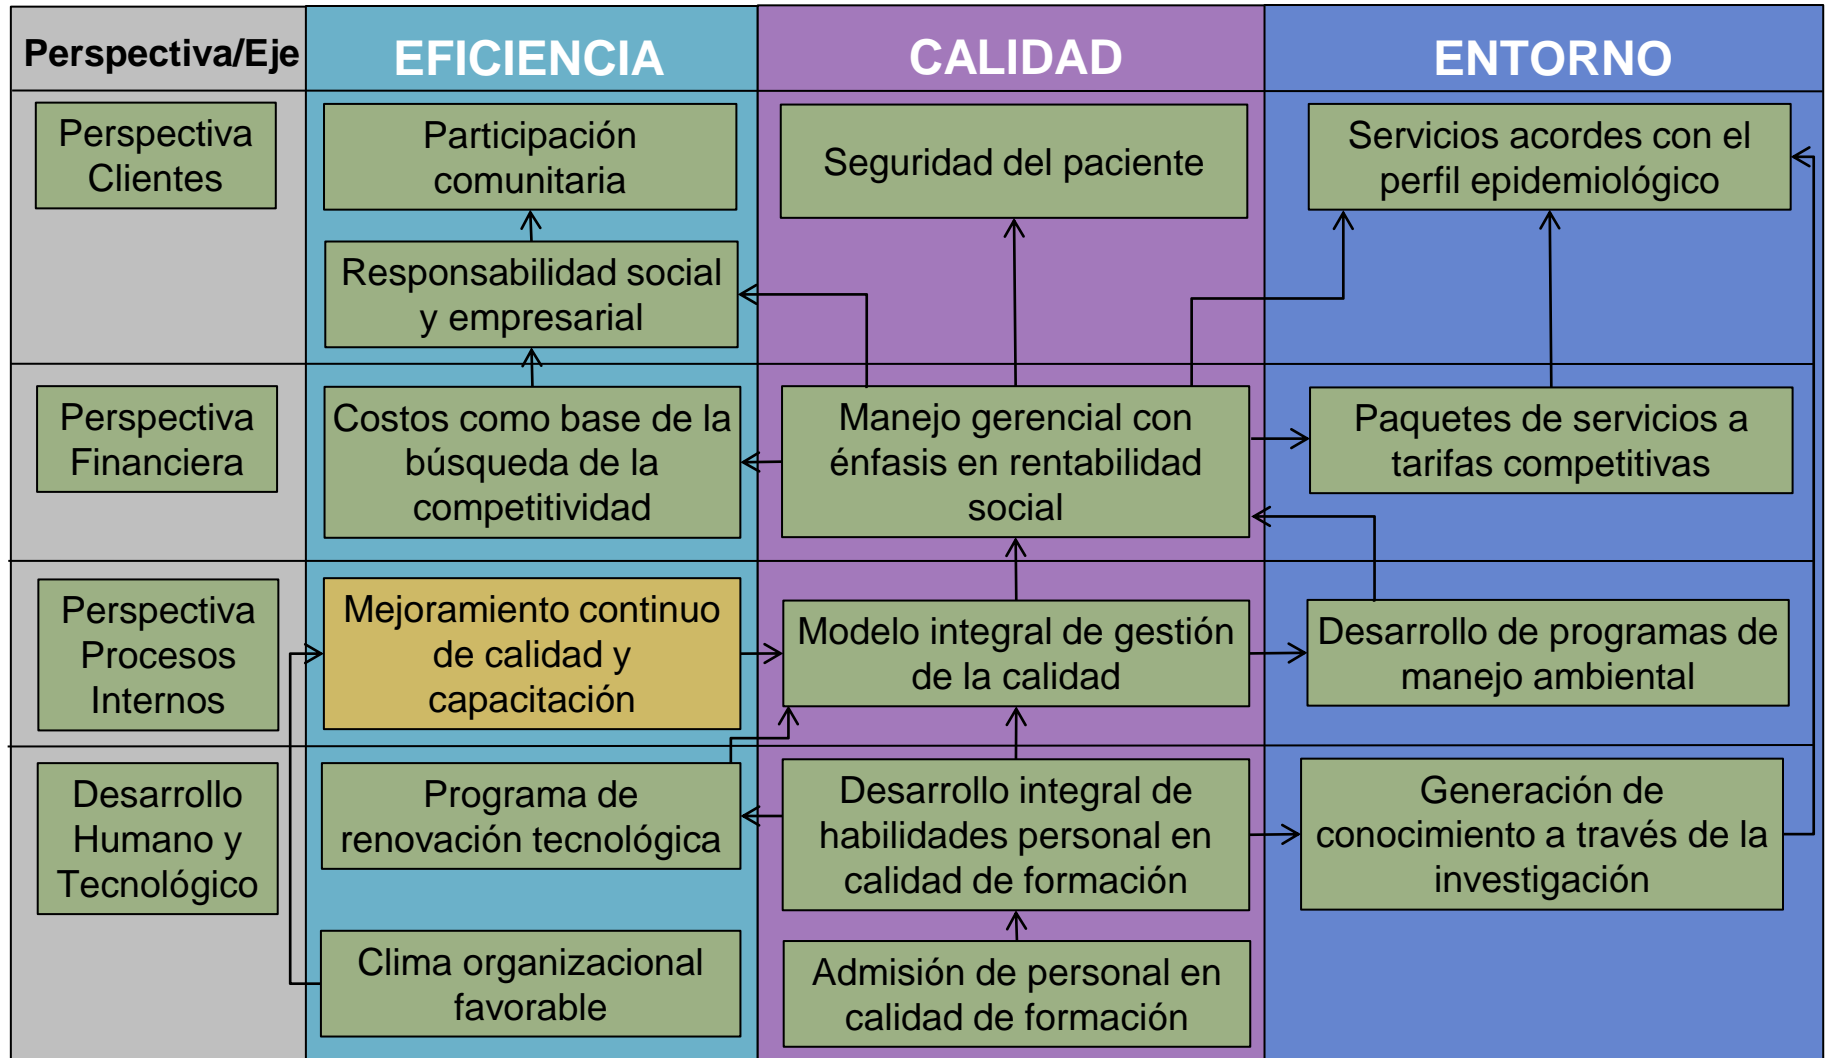 Perspectiva/Eje
EFICIENCIA
CALIDAD
ENTORNO
Perspectiva
Clientes
Participación
comunitaria
Seguridad del paciente
Servicios acordes con el
perfil epidemiológico
Responsabilidad social
y empresarial
Perspectiva
Financiera
Costos como base de la
búsqueda de la
competitividad
Manejo gerencial con
énfasis en rentabilidad
social
Paquetes de servicios a
tarifas competitivas
Perspectiva
Procesos
Internos
Mejoramiento continuo
de calidad y
capacitación
Modelo integral de gestión
de la calidad
Desarrollo de programas de
manejo ambiental
Desarrollo
Humano y
Tecnológico
Programa de
renovación tecnológica
Desarrollo integral de
habilidades personal en
calidad de formación
Generación de
conocimiento a través de la
investigación
Clima organizacional
favorable
Admisión de personal en
calidad de formación